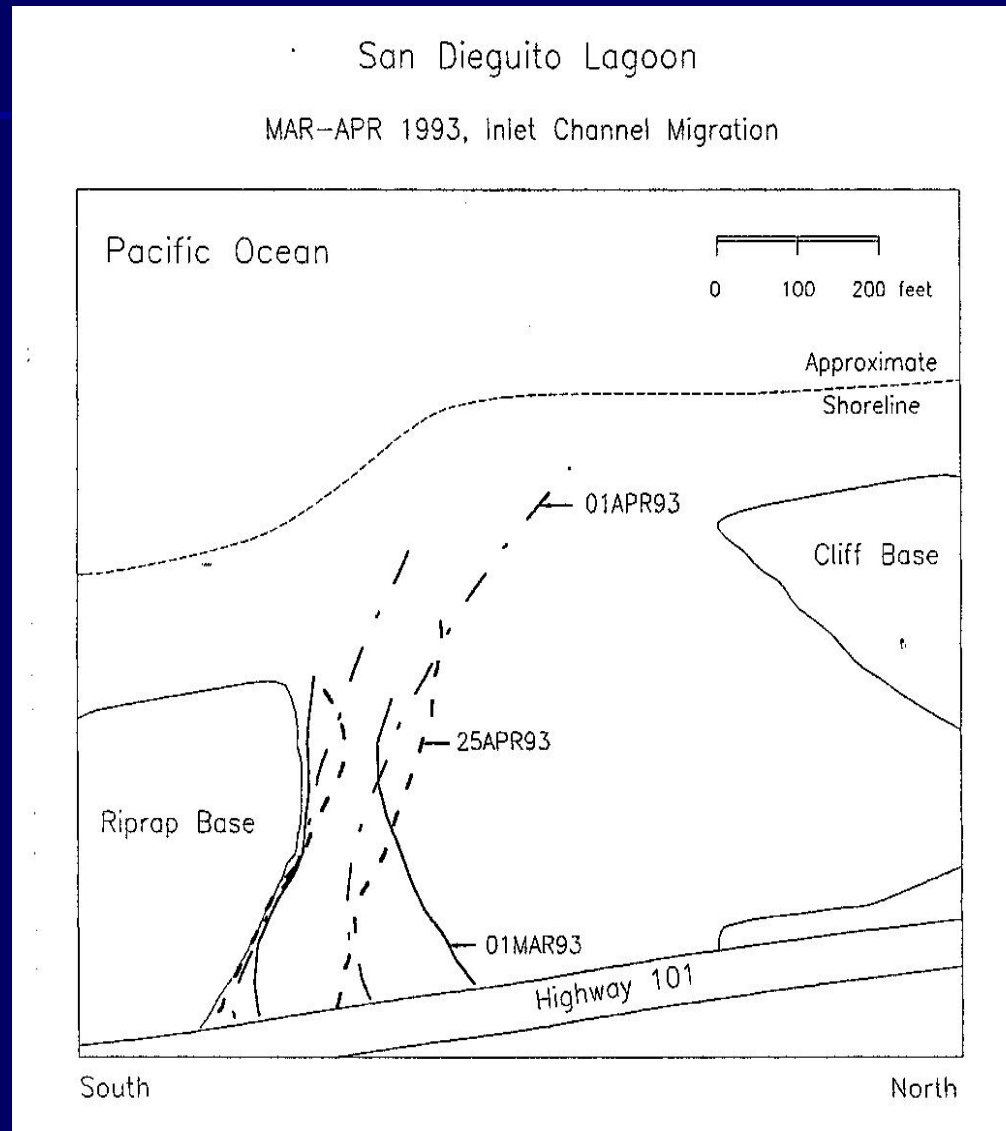 San Dieguito Lagoon
MAR-APR 1993, Inlet Channel Migration
Pacific Ocean
0 100 200 feet
Approximate
Shoreline
01APR93
Cliff Base
25APR93
Riprap Base
01MAR93
Highway 101
South North